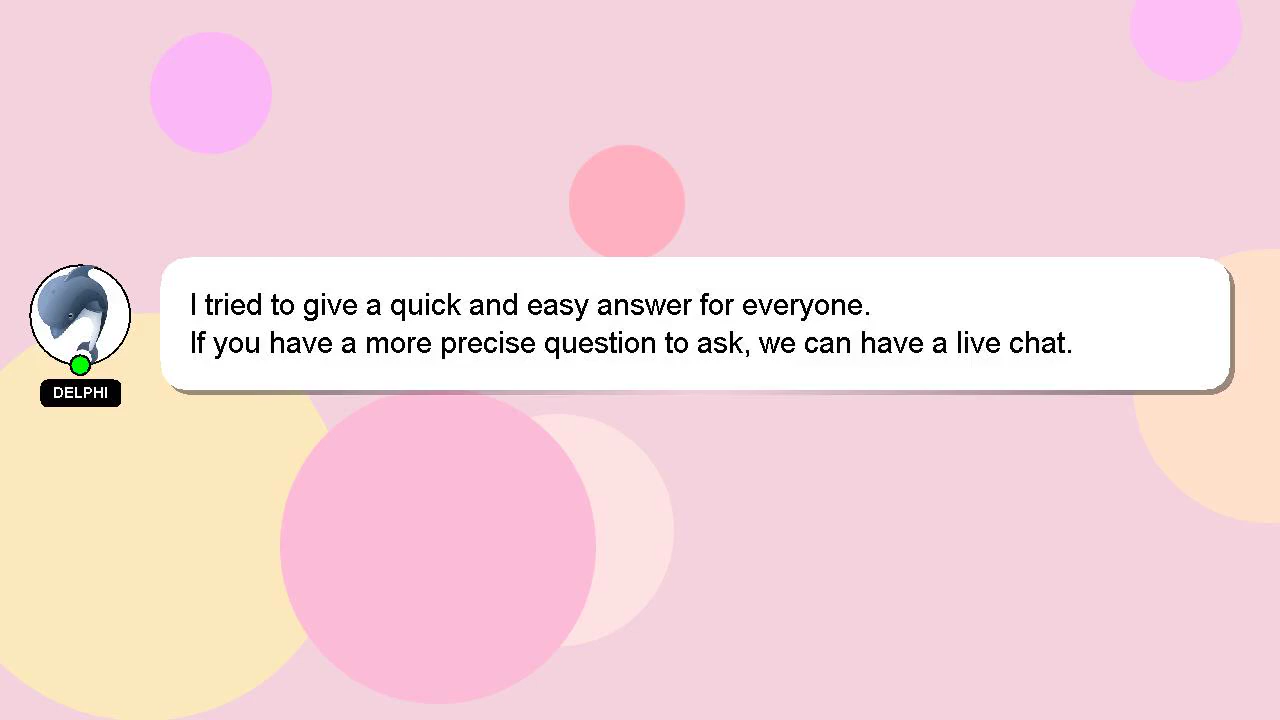 I tried to give a quick and easy answer for everyone.
If you have a more precise question to ask, we can have a live chat.
DELPHI